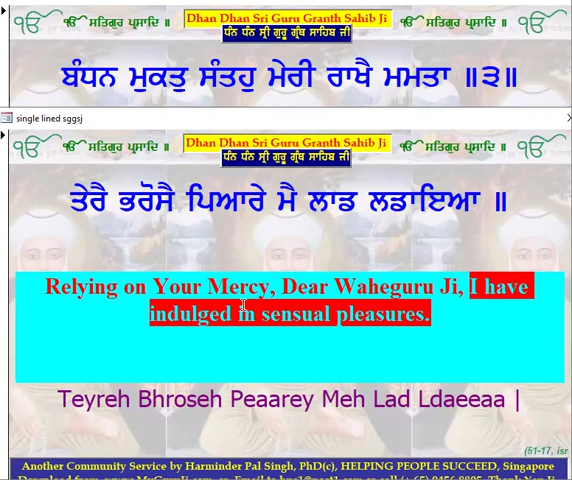 ੴ ਸਤਿਗੁਰ ਪ੍ਰਸਾਦਿ ॥ Dhan Dhan Sri Guru Granth Sahib Ji ੴ ਸਤਿਗੁਰ ਪ੍ਰਸਾਦਿ ॥ ੴ
ਧੰਨ ਧੰਨ ਸ੍ਰੀ ਗੁਰੂ ਗ੍ਰੰਥ ਸਾਹਿਬ ਜੀ
ਬੰਧਨ ਮੁਕਤੁ ਸੰਤਹੁ ਮੇਰੀ ਰਾਖੈ ਮਮਤਾ ॥੩॥
single lined sggsj
ੴ ੴ ਸਤਿਗੁਰ ਪ੍ਰਸਾਦਿ ॥ Dhan Dhan Sri Guru Granth Sahib Ji ੴ ਸਤਿਗੁਰ ਪ੍ਰਸਾਦਿ ॥ ੴ
ਧੰਨ ਧੰਨ ਸ੍ਰੀ ਗੁਰੂ ਗ੍ਰੰਥ ਸਾਹਿਬ ਜੀ
ਤੇਰੈ ਭਰੋਸੈ ਪਿਆਰੇ ਮੈ ਲਾਡ ਲਡਾਇਆ ॥
Relying on Your Mercy, Dear Waheguru Ji, I have
indulged in sensual pleasures.
Teyreh Bhroseh Peaarey Meh Lad Ldaeeaa |
(51-17, isr
Another Community Service by Harminder Pal Singh, PhD(c), HELPING PEOPLE SUCCEED, Singapore